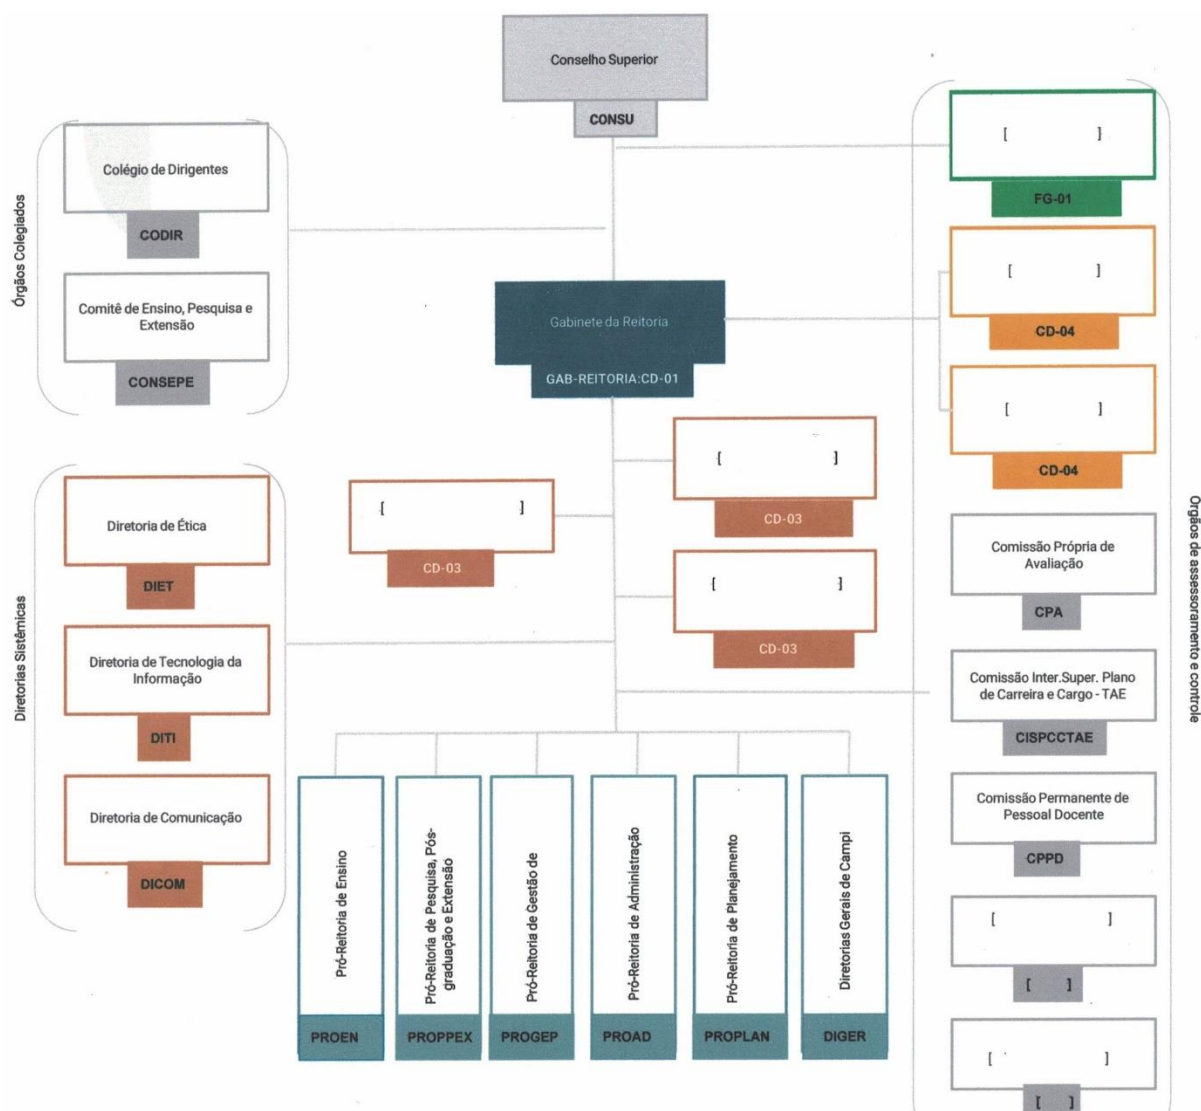 Conselho Superior
CONSU
Órgãos Colegiados
Colégio de Dirigentes
CODIR
Comitê de Ensino, Pesquisa e
Extensão
CONSEPE
Gabinete da Reitoria
GAB-REITORIA:CD-01
[ ]
FG-01
[ ]
CD-04
[ ]
CD-04
[ ]
CD-03
[ ]
CD-03
[ ]
CD-03
Diretorias Sistêmicas
Diretoria de Ética
DIET
Diretoria de Tecnologia da
Informação
DITI
Diretoria de Comunicação
DICOM
Pró-Reitoria de Ensino
PROEN
Pró-Reitoria de Pesquisa, Pós-
graduação e Extensão
PROPPEX
Pró-Reitoria de Gestão de
PROGEP
Pró-Reitoria de Administração
PROAD
Pró-Reitoria de Planejamento
PROPLAN
Diretorias Gerais de Campi
DIGER
Orgãos de assessoramento e controle
Comissão Própria de
Avaliação
CPA
Comissão Inter.Super. Plano
de Carreira e Cargo - TAE
CISPCCTAE
Comissão Permanente de
Pessoal Docente
CPPD
[ ]
[ ]
[ ]
[ ]